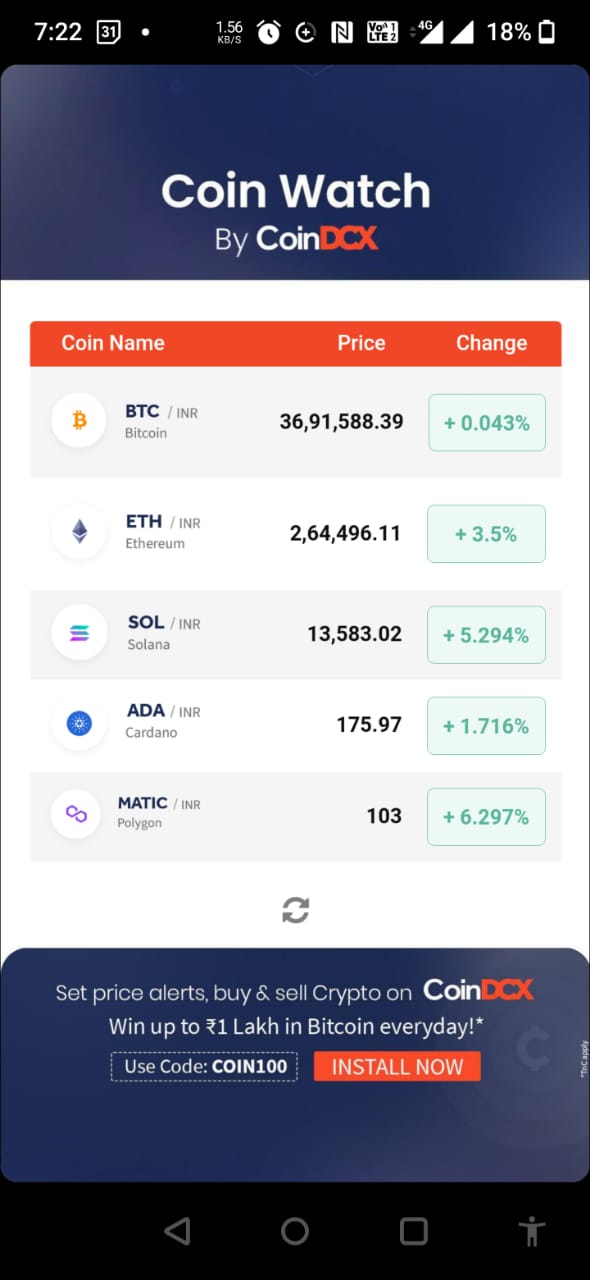 7:22 31 1.56 KB/S Vo 1 LTE 2 4G 18%
Coin Watch
By CoinDCX
Coin Name Price Change
BTC / INR
Bitcoin
36,91,588.39 + 0.043%
ETH / INR
Ethereum
2,64,496.11 + 3.5%
SOL / INR
Solana
13,583.02 + 5.294%
ADA / INR
Cardano
175.97 + 1.716%
MATIC / INR
Polygon
103 + 6.297%
Set price alerts, buy & sell Crypto on CoinDCX
Win up to ₹1 Lakh in Bitcoin everyday!*
Use Code: COIN100 INSTALL NOW
*TnC apply